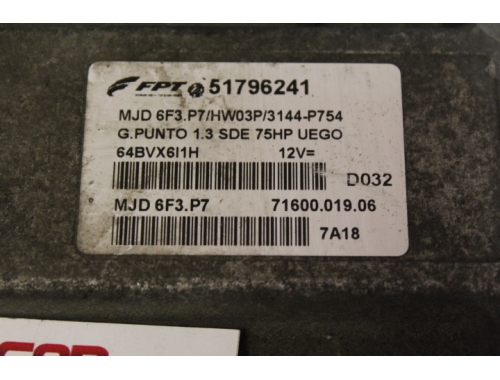 FPT 51796241
MJD 6F3.P7/HW03P/3144-P754
G.PUNTO 1.3 SDE 75HP UEGO
64BVX6I1H 12V=
D032
MJD 6F3.P7 71600.019.06
7A18